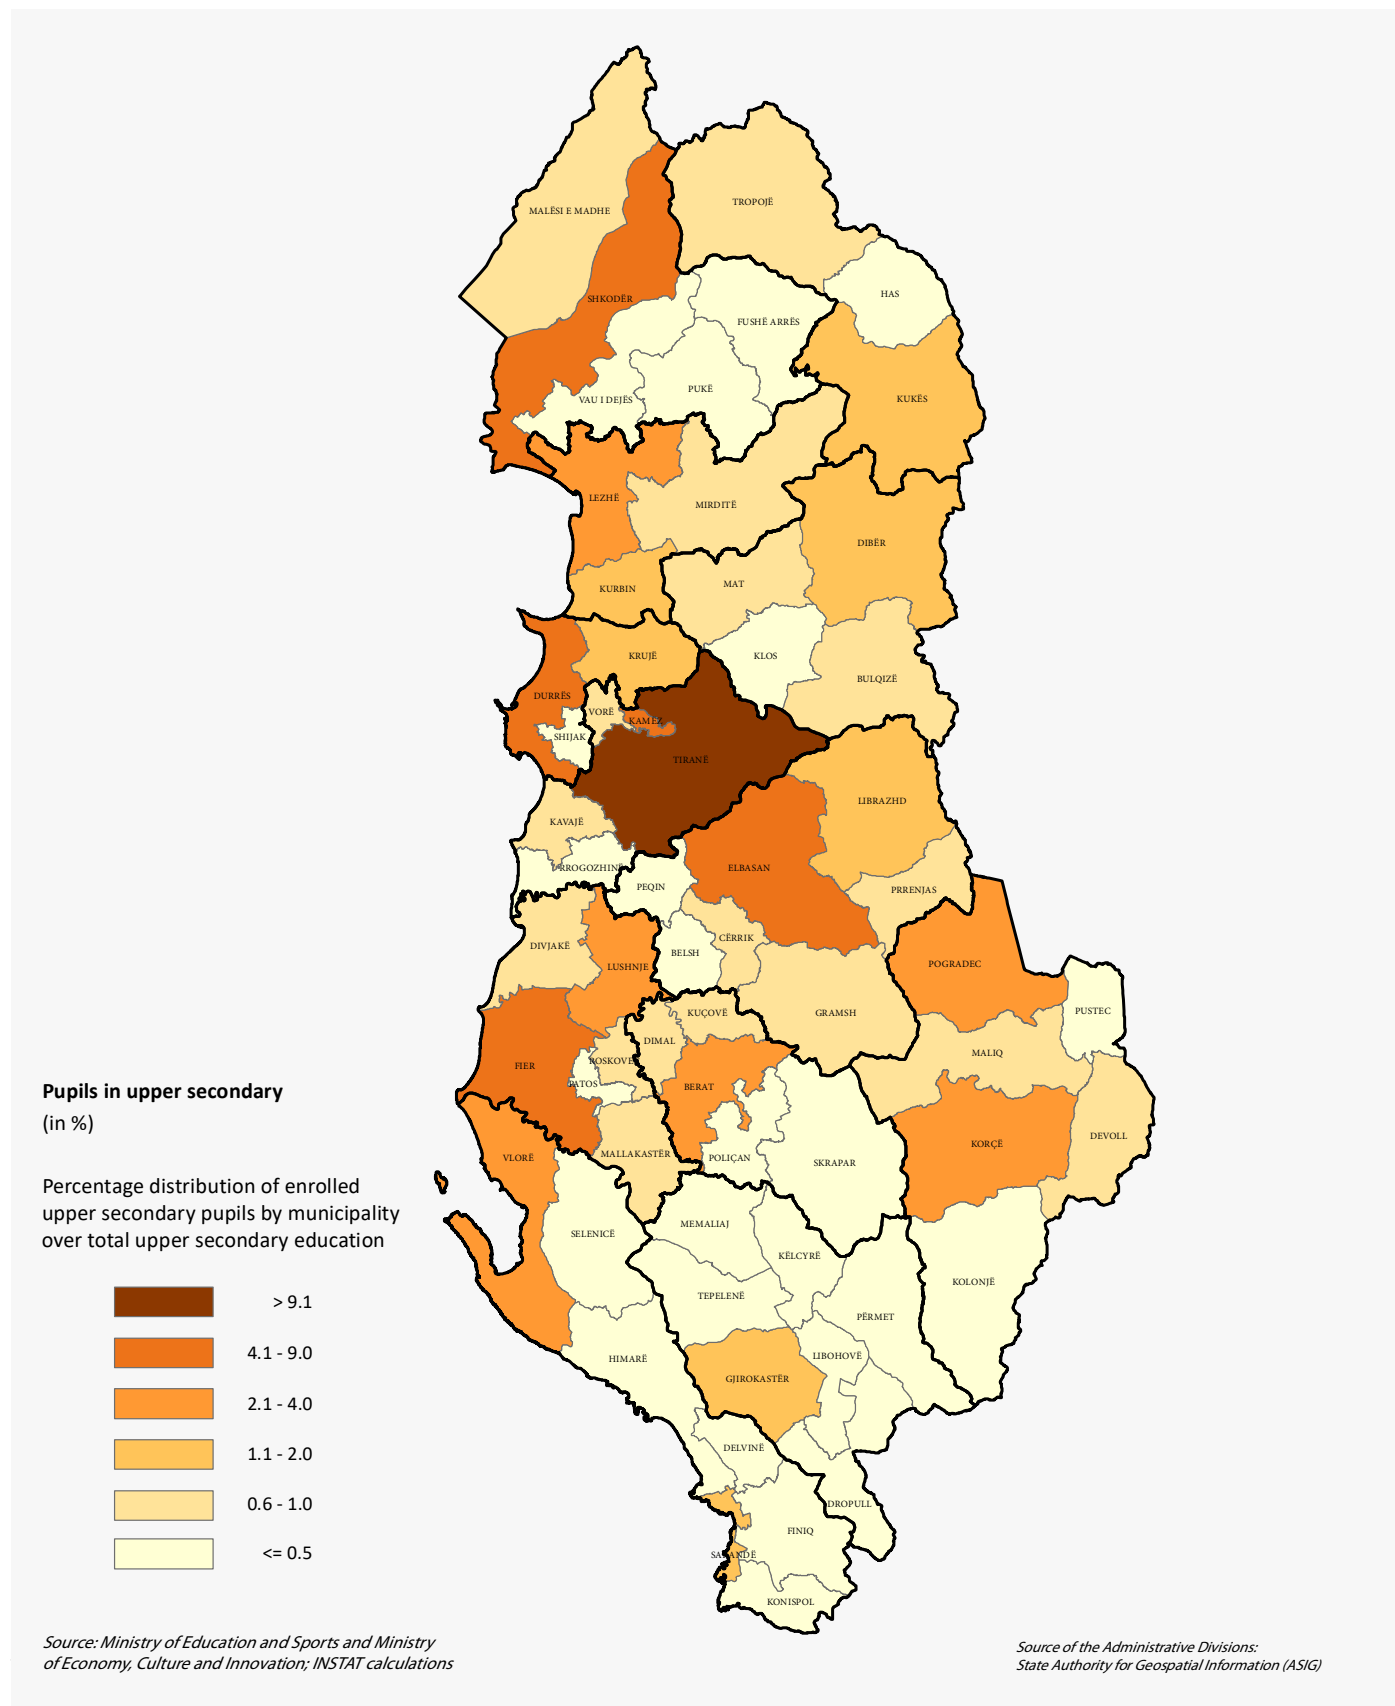 MALËSI E MADHE
TROPOJË
HAS
SHKODËR
FUSHË ARRËS
PUKË
VAU I DEJËS
KUKËS
LEZHË
MIRDITË
DIBËR
MAT
KURBIN
KRUJË
KLOS
BULQIZË
DURRËS
VORË
KAMËZ
SHIJAK
TIRANË
LIBRAZHD
KAVAJË
RROGOZHINË
ELBASAN
PEQIN
PRRENJAS
CËRRIK
DIVJAKË
BELSH
LUSHNJE
POGRADEC
PUSTEC
KUÇOVË
GRAMSH
DIMAL
MALIQ
ROSKOVEC
FIER
PATOS
BERAT
DEVOLL
KORÇË
VLORË
MALLAKASTËR
POLIÇAN
SKRAPAR
MEMALIAJ
SELENICË
KËLCYRË
KOLONJË
TEPELENË
PËRMET
LIBOHOVË
HIMARË
GJIROKASTËR
DELVINË
DROPULL
FINIQ
SARANDË
KONISPOL
Pupils in upper secondary
(in %)
Percentage distribution of enrolled
upper secondary pupils by municipality
over total upper secondary education
> 9.1
4.1 - 9.0
2.1 - 4.0
1.1 - 2.0
0.6 - 1.0
<= 0.5
Source: Ministry of Education and Sports and Ministry
of Economy, Culture and Innovation; INSTAT calculations
Source of the Administrative Divisions:
State Authority for Geospatial Information (ASIG)